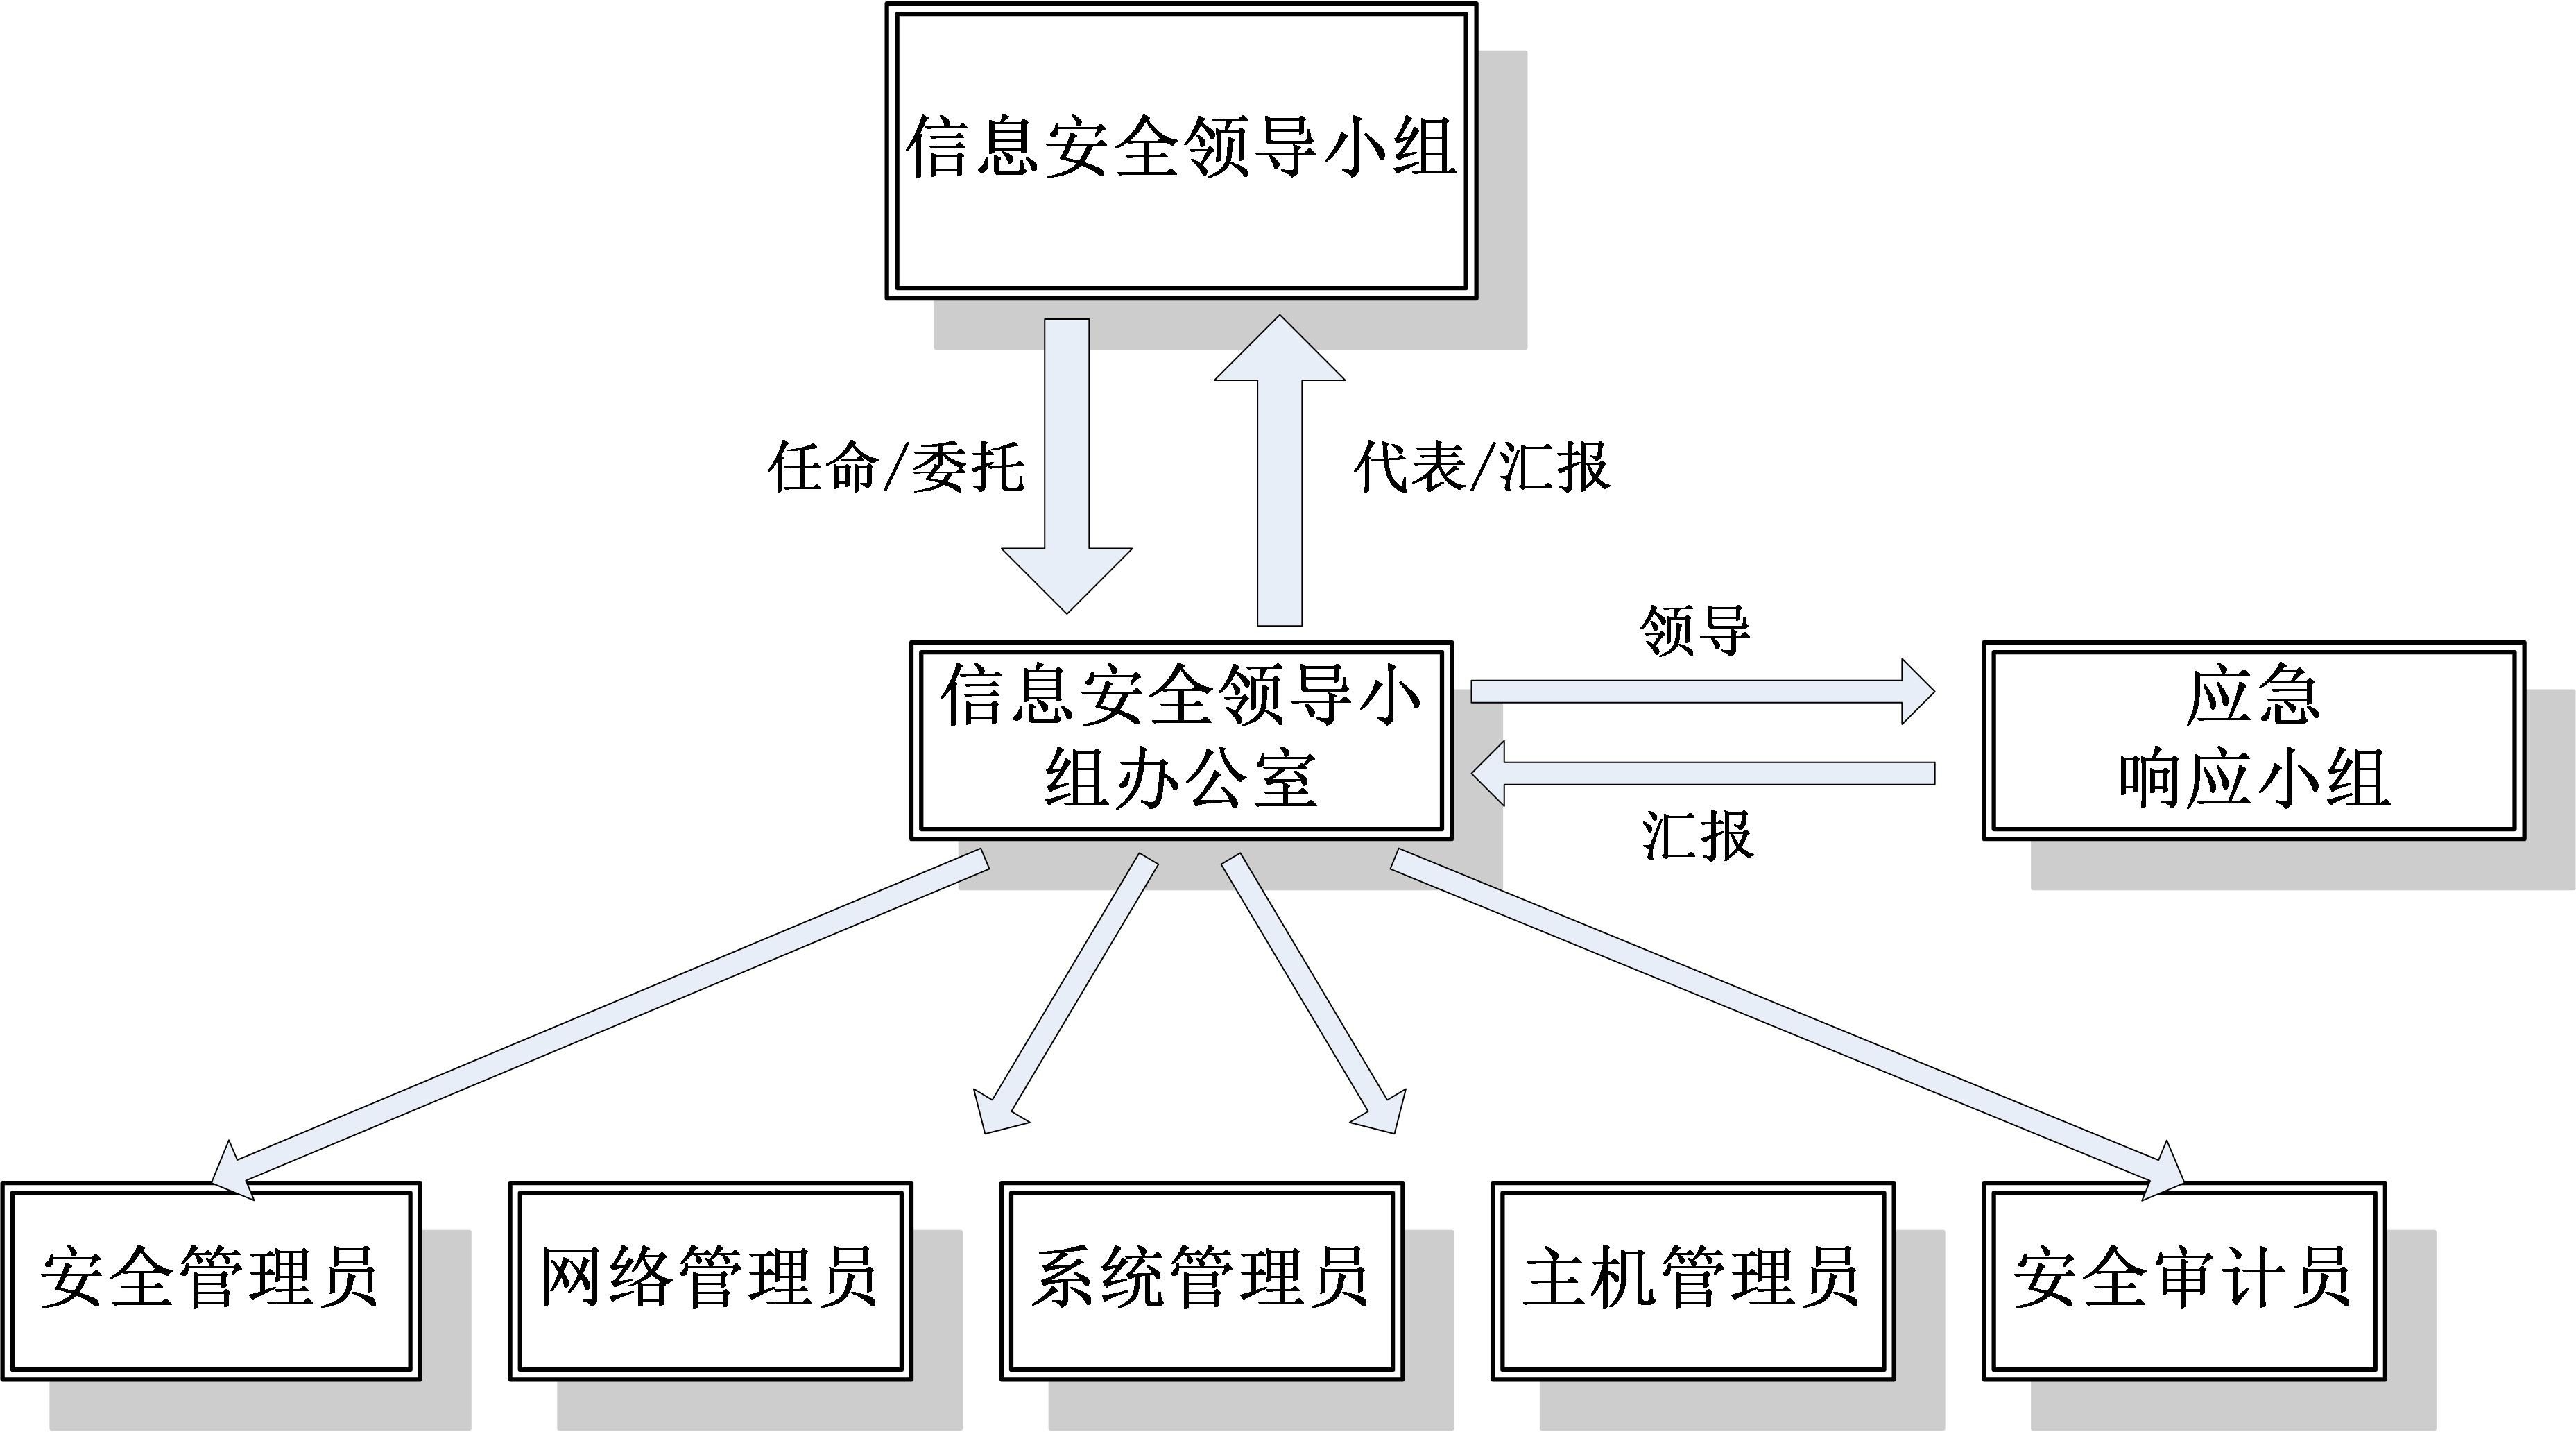 信息安全领导小组
任命/委托
代表/汇报
信息安全领导小
组办公室
领导
汇报
应急
响应小组
安全管理员
网络管理员
系统管理员
主机管理员
安全审计员